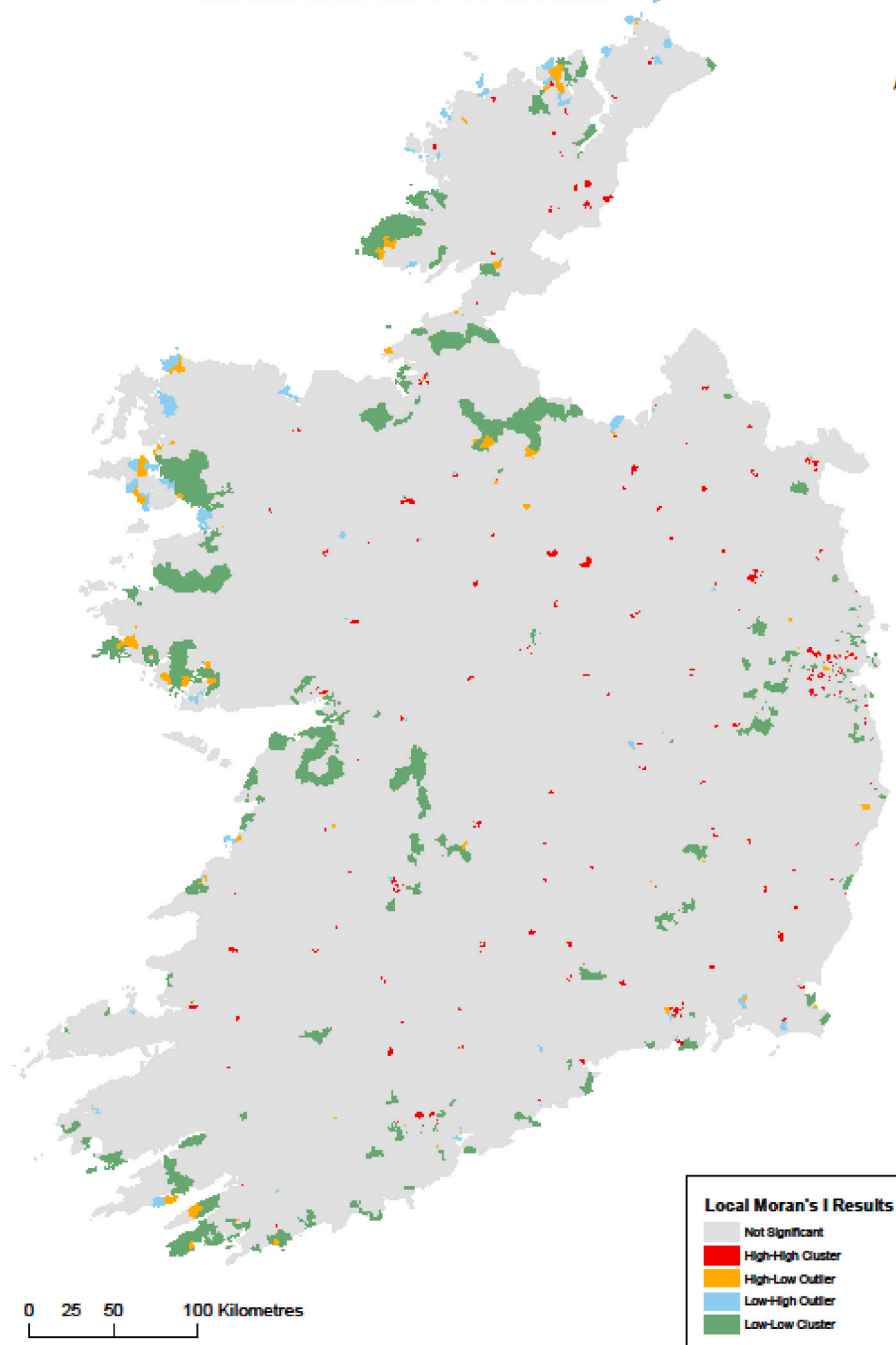 0 25 50 100 Kilometres
Local Moran's I Results
Not Significant
High-High Cluster
High-Low Outlier
Low-High Outlier
Low-Low Cluster